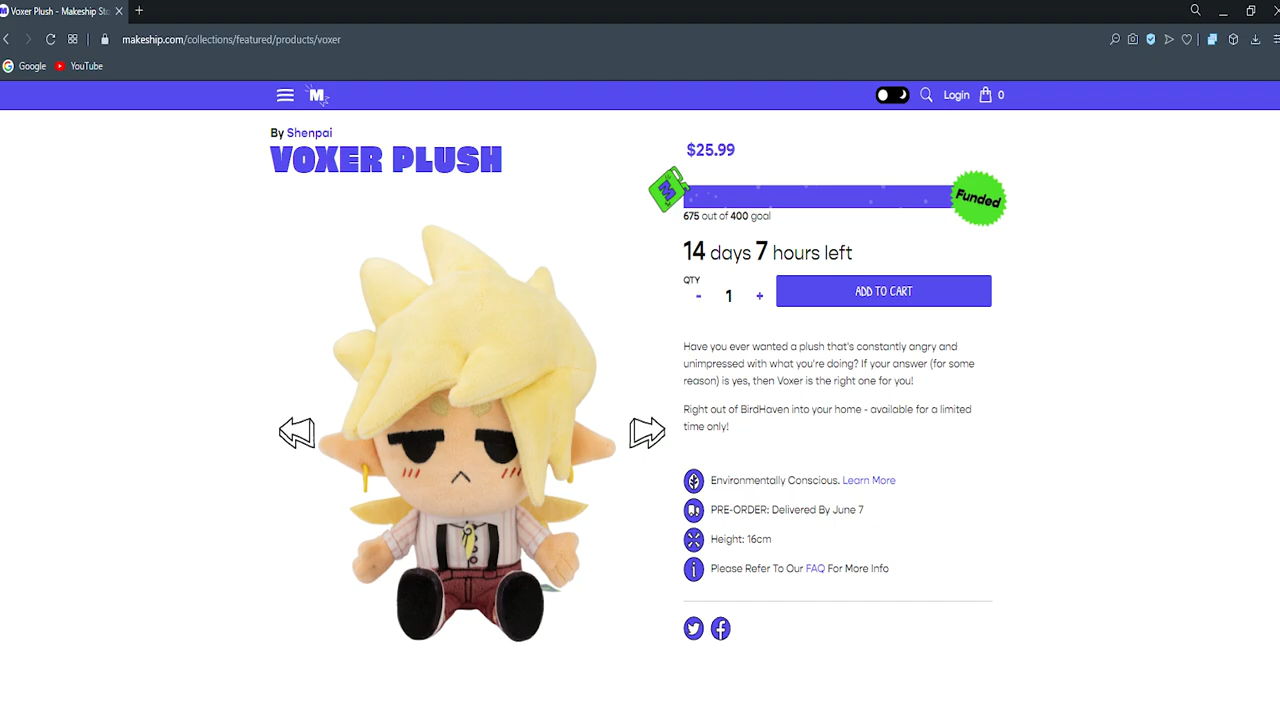 Voxer Plush - Makeship Sto
makeship.com/collections/featured/products/voxer
Google YouTube
M Login 0
By Shenpai
VOXER PLUSH
$25.99
M Funded
675 out of 400 goal
14 days 7 hours left
QTY
- 1 + ADD TO CART
Have you ever wanted a plush that's constantly angry and
unimpressed with what you're doing? If your answer (for some
reason) is yes, then Voxer is the right one for you!
Right out of BirdHaven into your home - available for a limited
time only!
Environmentally Conscious. Learn More
PRE-ORDER: Delivered By June 7
Height: 16cm
Please Refer To Our FAQ For More Info